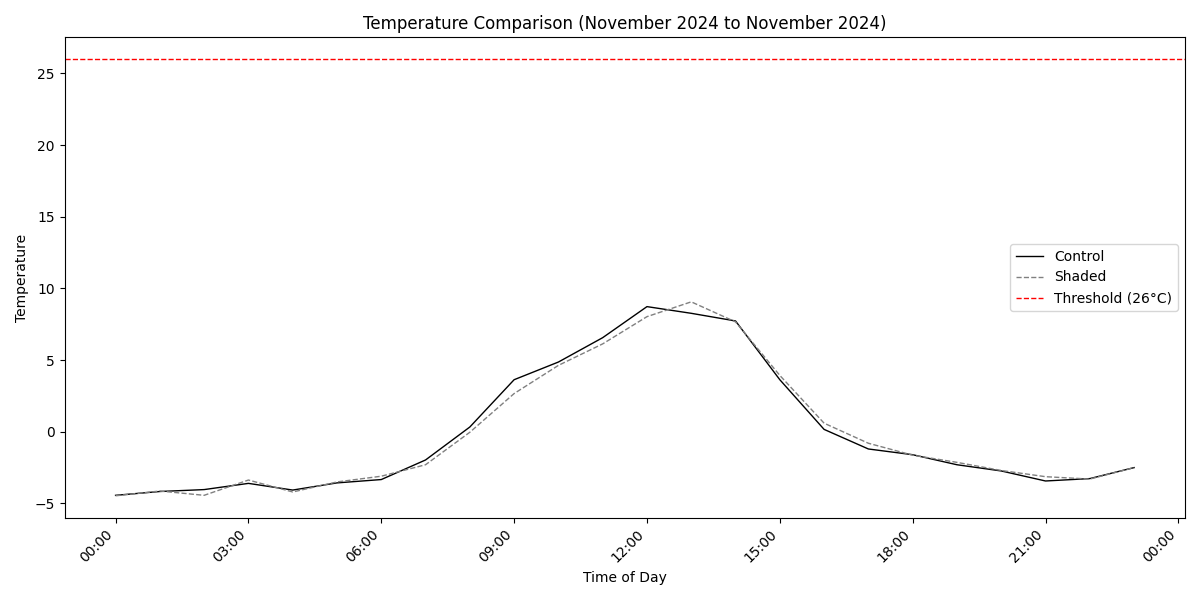 Temperature Comparison (November 2024 to November 2024)
25
20
15
10
5
0
−5
Temperature
Control
Shaded
Threshold (26°C)
00:00
03:00
06:00
09:00
12:00
15:00
18:00
21:00
00:00
Time of Day